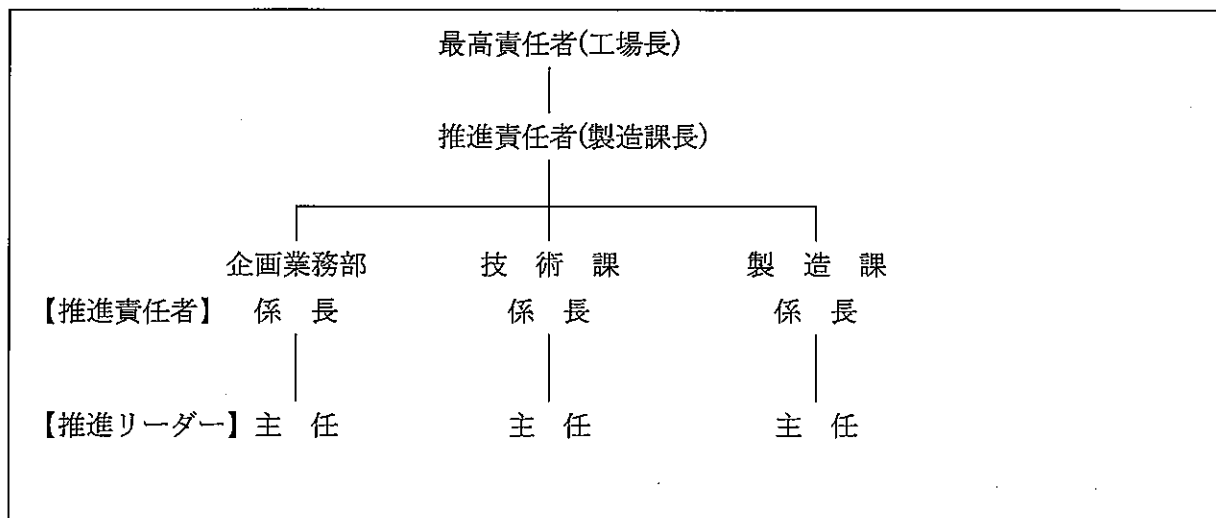 最高責任者(工場長)
推進責任者(製造課長)
企画業務部 技 術 課 製 造 課
【推進責任者】 係 長 係 長 係 長
【推進リーダー】 主 任 主 任 主 任